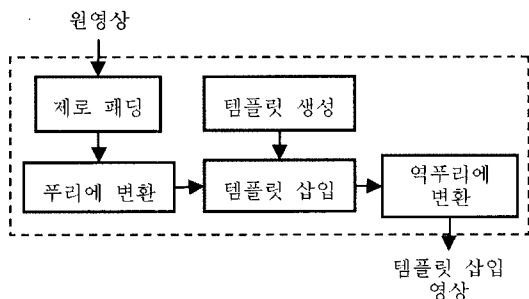 원영상
제로 패딩
템플릿 생성
푸리에 변환
템플릿 삽입
역푸리에
변환
템플릿 삽입
영상